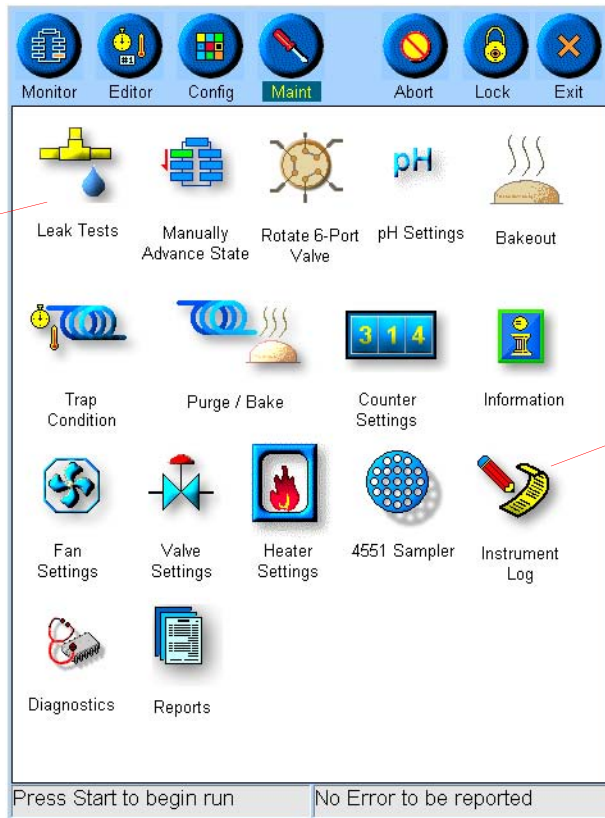 #1
Monitor Editor Config Maint Abort Lock Exit
pH
Leak Tests Manually Advance State Rotate 6-Port Valve pH Settings Bakeout
3 1 4
Trap Condition Purge / Bake Counter Settings Information
Fan Settings Valve Settings Heater Settings 4551 Sampler Instrument Log
Diagnostics Reports
Press Start to begin run No Error to be reported